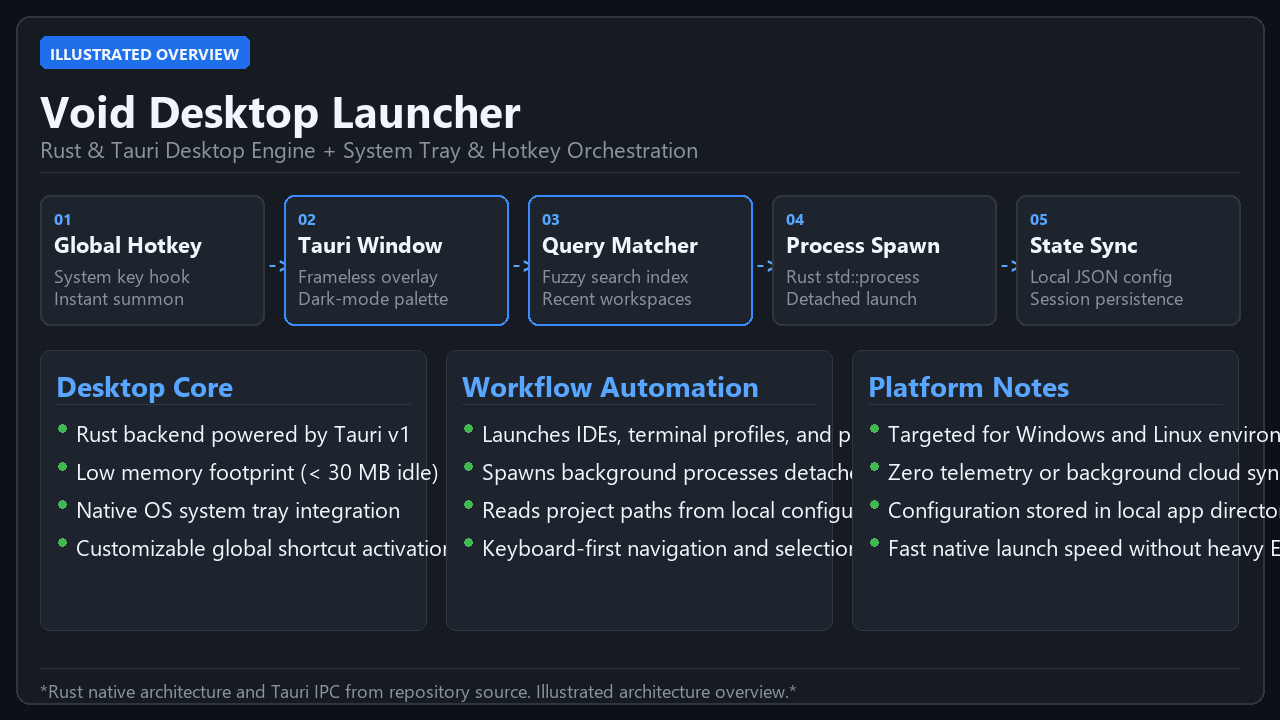 ILLUSTRATED OVERVIEW
Void Desktop Launcher
Rust & Tauri Desktop Engine + System Tray & Hotkey Orchestration
01
Global Hotkey
System key hook
Instant summon
->
02
Tauri Window
Frameless overlay
Dark-mode palette
->
03
Query Matcher
Fuzzy search index
Recent workspaces
->
04
Process Spawn
Rust std::process
Detached launch
->
05
State Sync
Local JSON config
Session persistence
Desktop Core
Rust backend powered by Tauri v1
Low memory footprint (< 30 MB idle)
Native OS system tray integration
Customizable global shortcut activation
Workflow Automation
Launches IDEs, terminal profiles, and
Spawns background processes
Reads project paths from local
Keyboard-first navigation and selection
Platform Notes
Targeted for Windows and Linux
Zero telemetry or background cloud
Configuration stored in local app
Fast native launch speed without heavy
*Rust native architecture and Tauri IPC from repository source. Illustrated architecture overview.*